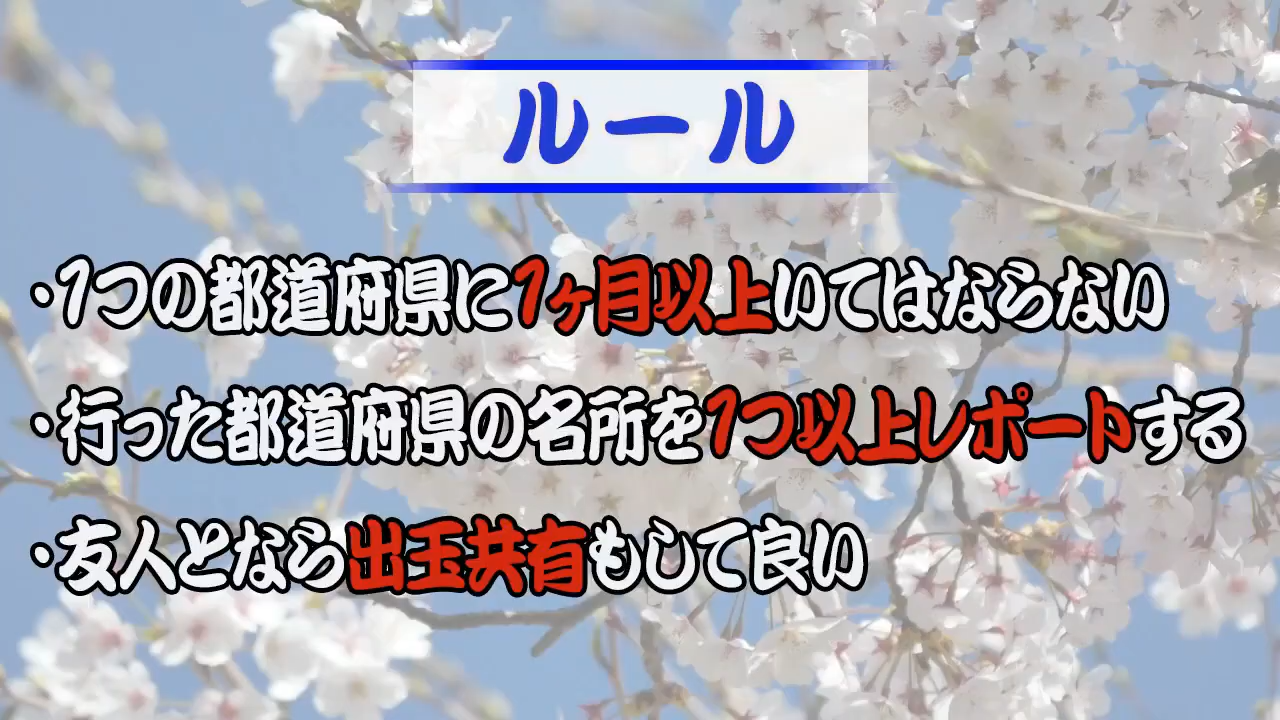 ルール
・1つの都道府県に1ヶ月以上いてはならない
・行った都道府県の名所を1つ以上レポートする
・友人となら出玉共有もして良い